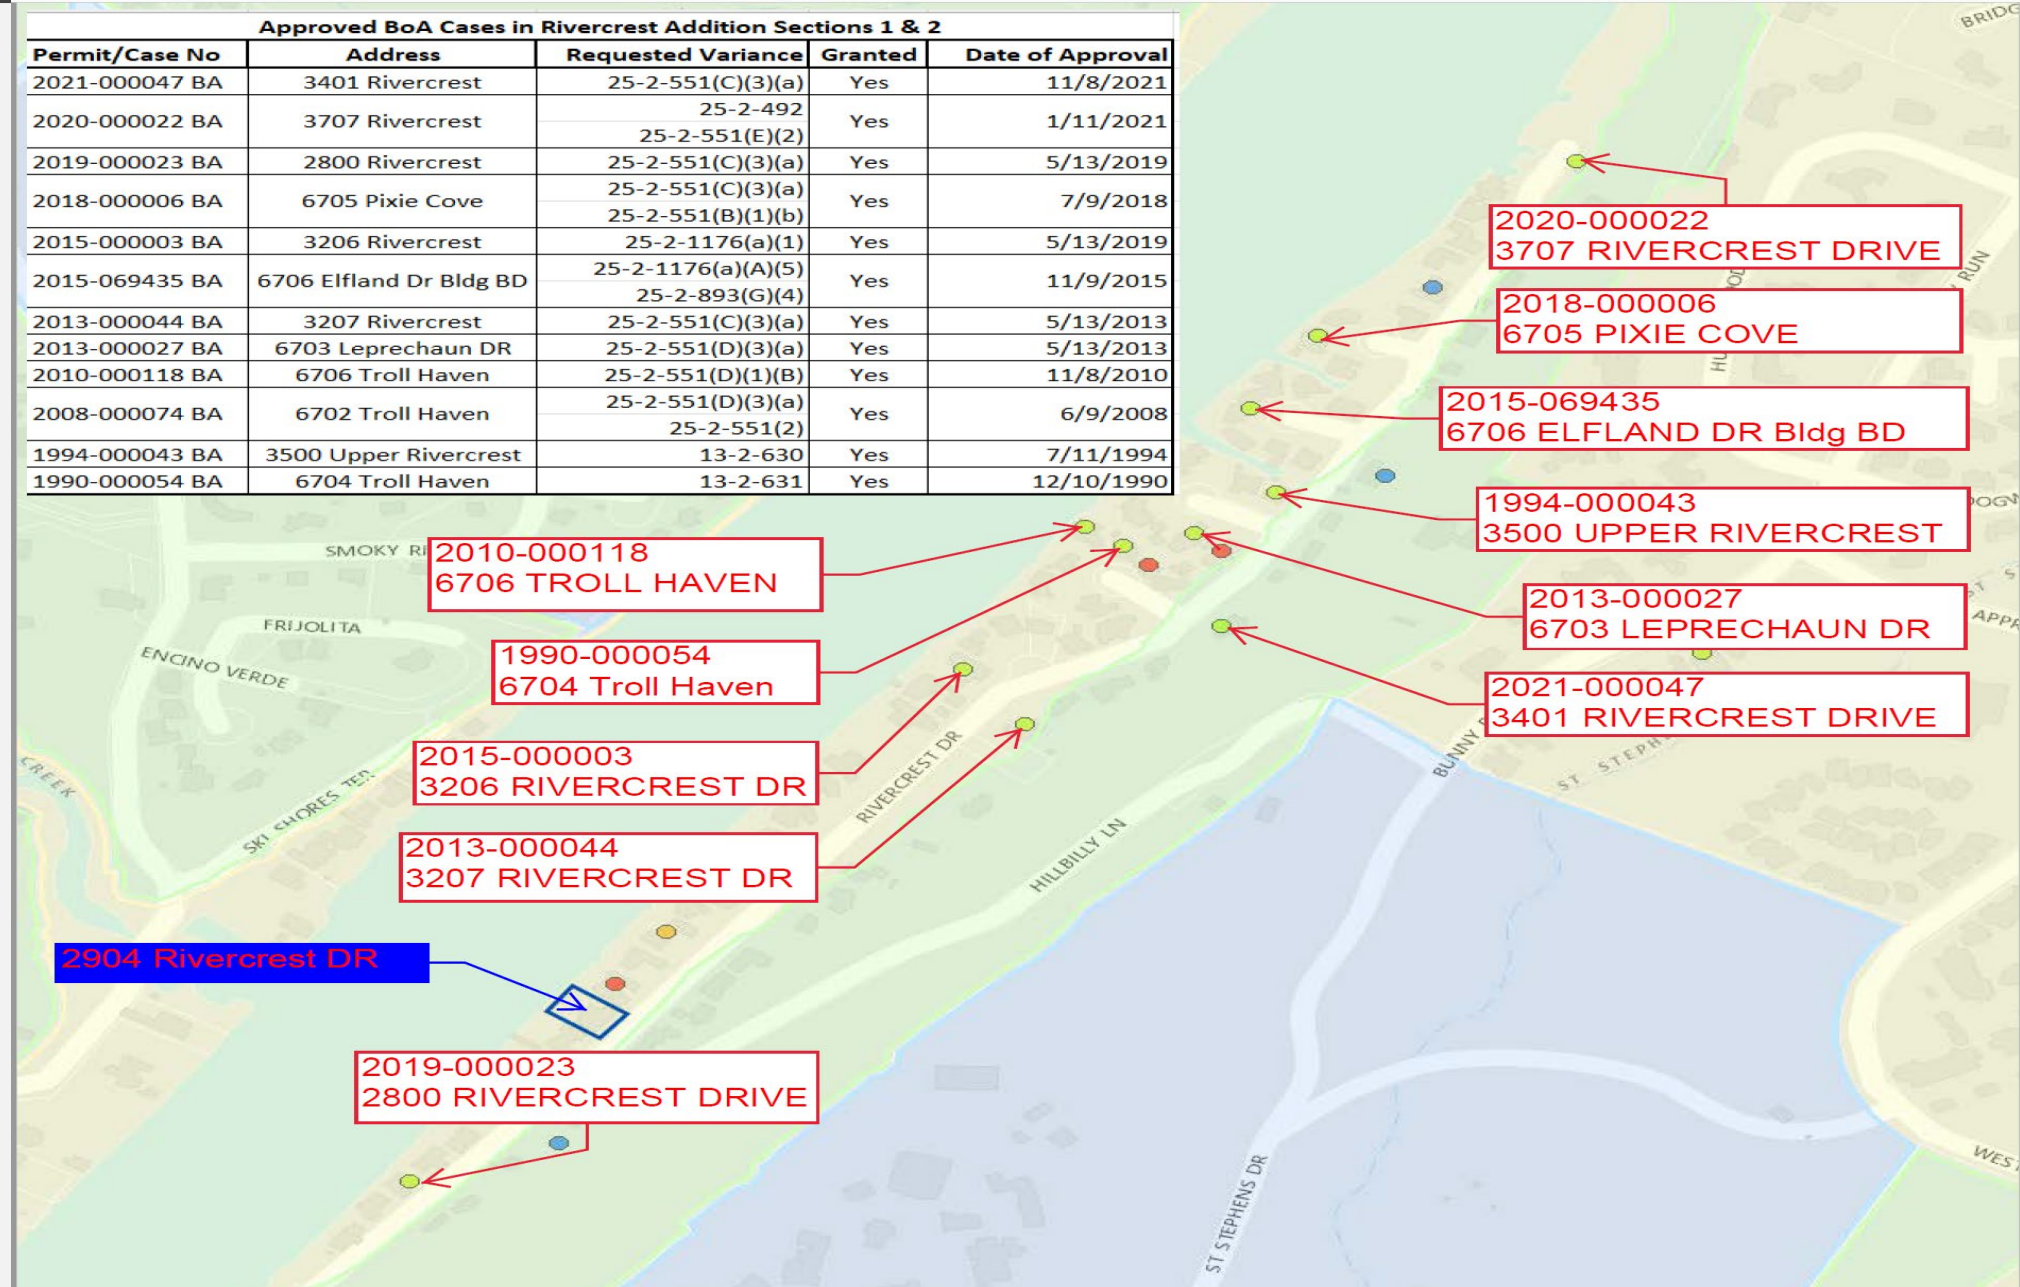 Approved BoA Cases in Rivercrest Addition Sections 1 & 2
Permit/Case No Address Requested Variance Granted Date of Approval
2021-000047 BA 3401 Rivercrest 25-2-551(C)(3)(a) Yes 11/8/2021
2020-000022 BA 3707 Rivercrest 25-2-492 Yes 1/11/2021
25-2-551(E)(2)
2019-000023 BA 2800 Rivercrest 25-2-551(C)(3)(a) Yes 5/13/2019
2018-000006 BA 6705 Pixie Cove 25-2-551(C)(3)(a) Yes 7/9/2018
25-2-551(B)(1)(b)
2015-000003 BA 3206 Rivercrest 25-2-1176(a)(1) Yes 5/13/2019
2015-069435 BA 6706 Elfland Dr Bldg BD 25-2-1176(a)(A)(5) Yes 11/9/2015
25-2-893(G)(4)
2013-000044 BA 3207 Rivercrest 25-2-551(C)(3)(a) Yes 5/13/2013
2013-000027 BA 6703 Leprechaun DR 25-2-551(D)(3)(a) Yes 5/13/2013
2010-000118 BA 6706 Troll Haven 25-2-551(D)(1)(B) Yes 11/8/2010
2008-000074 BA 6702 Troll Haven 25-2-551(D)(3)(a) Yes 6/9/2008
25-2-551(2)
1994-000043 BA 3500 Upper Rivercrest 13-2-630 Yes 7/11/1994
1990-000054 BA 6704 Troll Haven 13-2-631 Yes 12/10/1990
BRIDG
2020-000022
3707 RIVERCREST DRIVE
RUN
2018-000006
6705 PIXIE COVE
HU
2015-069435
6706 ELFLAND DR Bldg BD
1994-000043
3500 UPPER RIVERCREST
OGW
SMOKY RI
2010-000118
6706 TROLL HAVEN
2013-000027
6703 LEPRECHAUN DR
ST S
APPR
FRIJOLITA
ENCINO VERDE
1990-000054
6704 Troll Haven
2021-000047
3401 RIVERCREST DRIVE
BUNNY
ST. STEPH
2015-000003
3206 RIVERCREST DR
RIVERCREST DR
CREEK
SKI SHORES TER
2013-000044
3207 RIVERCREST DR
HILLBILLY LN
2904 Rivercrest DR
2019-000023
2800 RIVERCREST DRIVE
ST STEPHENS DR
WEST